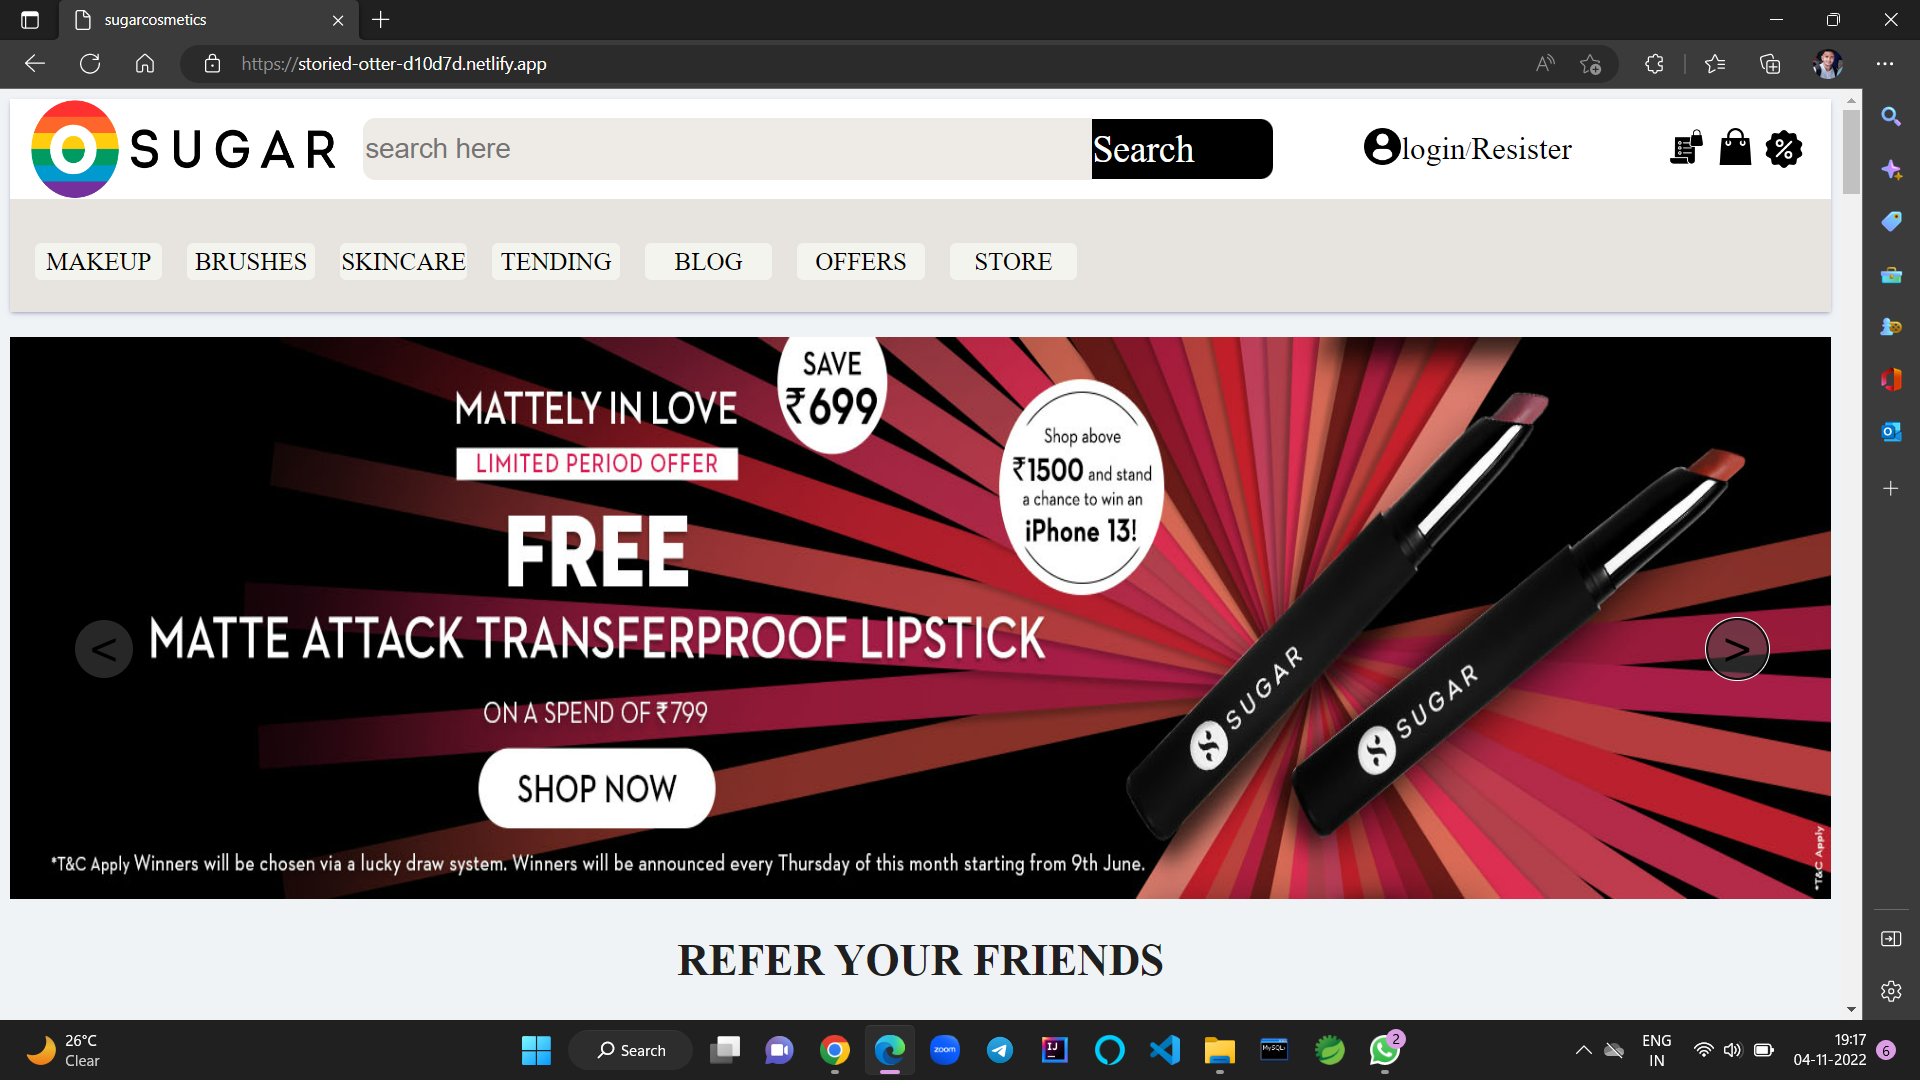 sugarcosmetics
https://storied-otter-d10d7d.netlify.app
SUGAR
search here
Search
login/Resister
MAKEUP
BRUSHES
SKINCARE
TENDING
BLOG
OFFERS
STORE
SAVE
₹699
MATTELY IN LOVE
LIMITED PERIOD OFFER
Shop above
₹1500 and stand
a chance to win an
iPhone 13!
FREE
MATTE ATTACK TRANSFERPROOF LIPSTICK
<
>
ON A SPEND OF ₹799
SHOP NOW
SUGAR
SUGAR
*T&C Apply Winners will be chosen via a lucky draw system. Winners will be announced every Thursday of this month starting from 9th June.
*T&C Apply
REFER YOUR FRIENDS
26°C
Clear
Search
zoom
IJ
MySQL
2
ENG
IN
19:17
04-11-2022
6